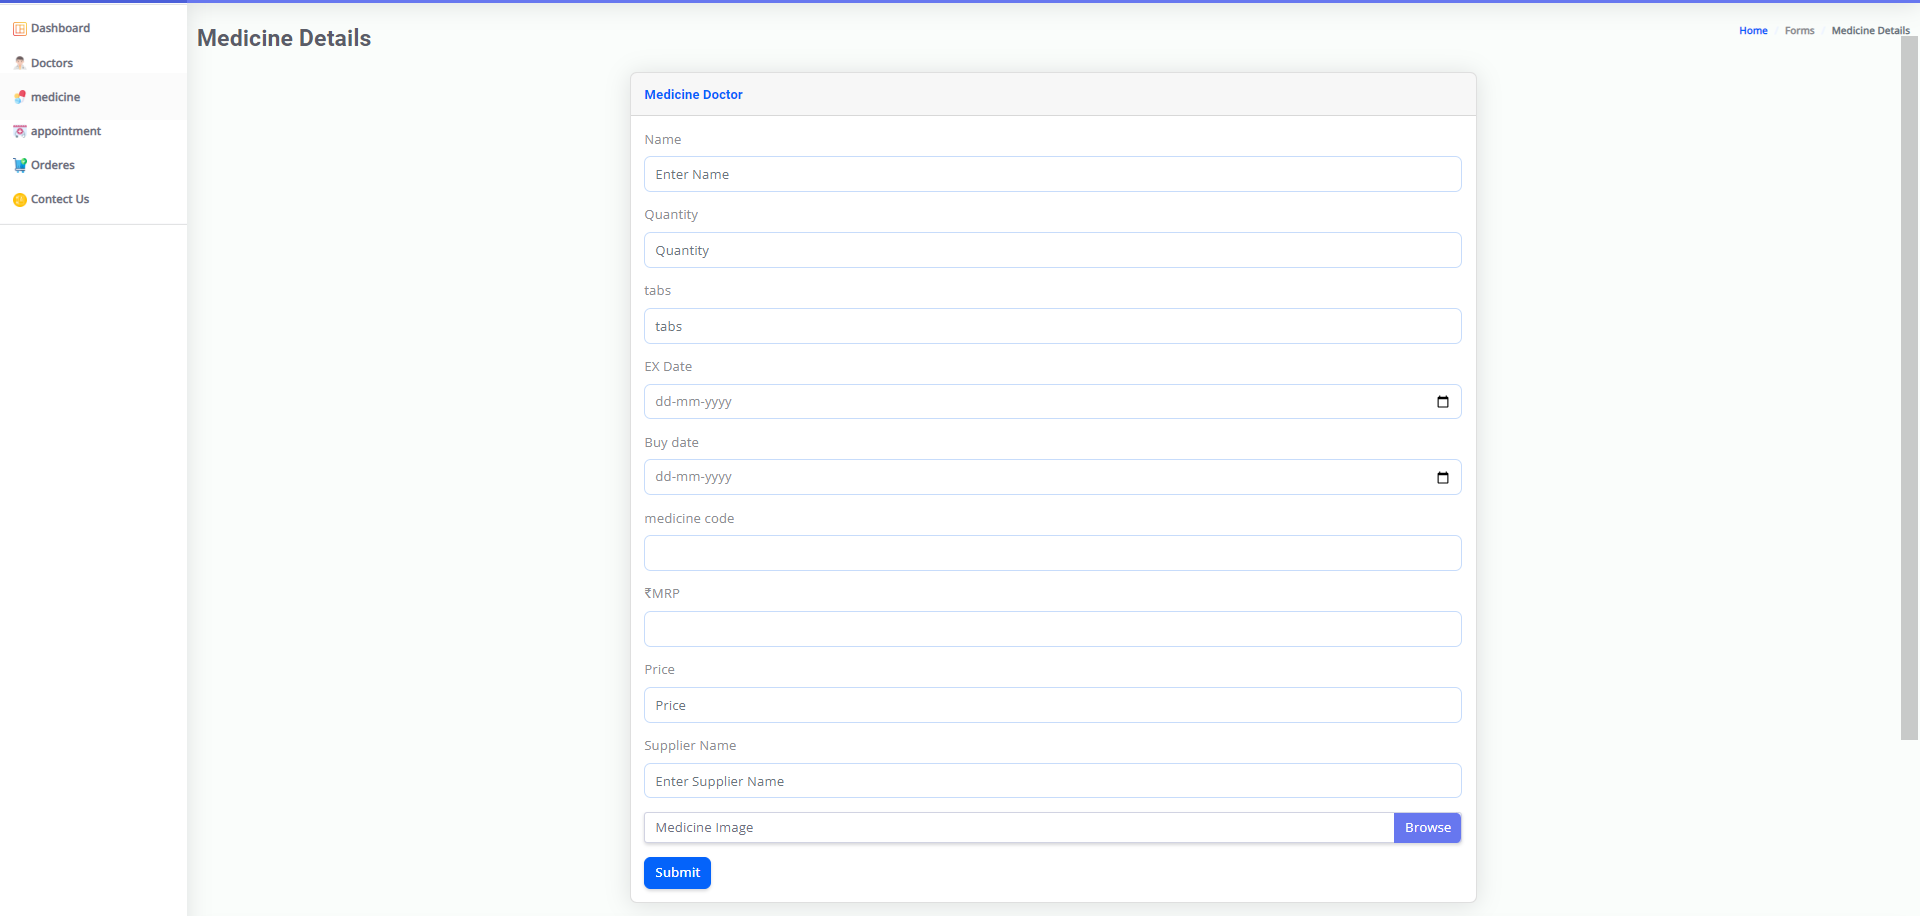 Dashboard
Doctors
medicine
appointment
Orderes
Contect Us
Medicine Details
Home
Forms
Medicine Details
Medicine Doctor
Name
Enter Name
Quantity
Quantity
tabs
tabs
EX Date
dd-mm-yyyy
Buy date
dd-mm-yyyy
medicine code
₹MRP
Price
Price
Supplier Name
Enter Supplier Name
Medicine Image
Browse
Submit